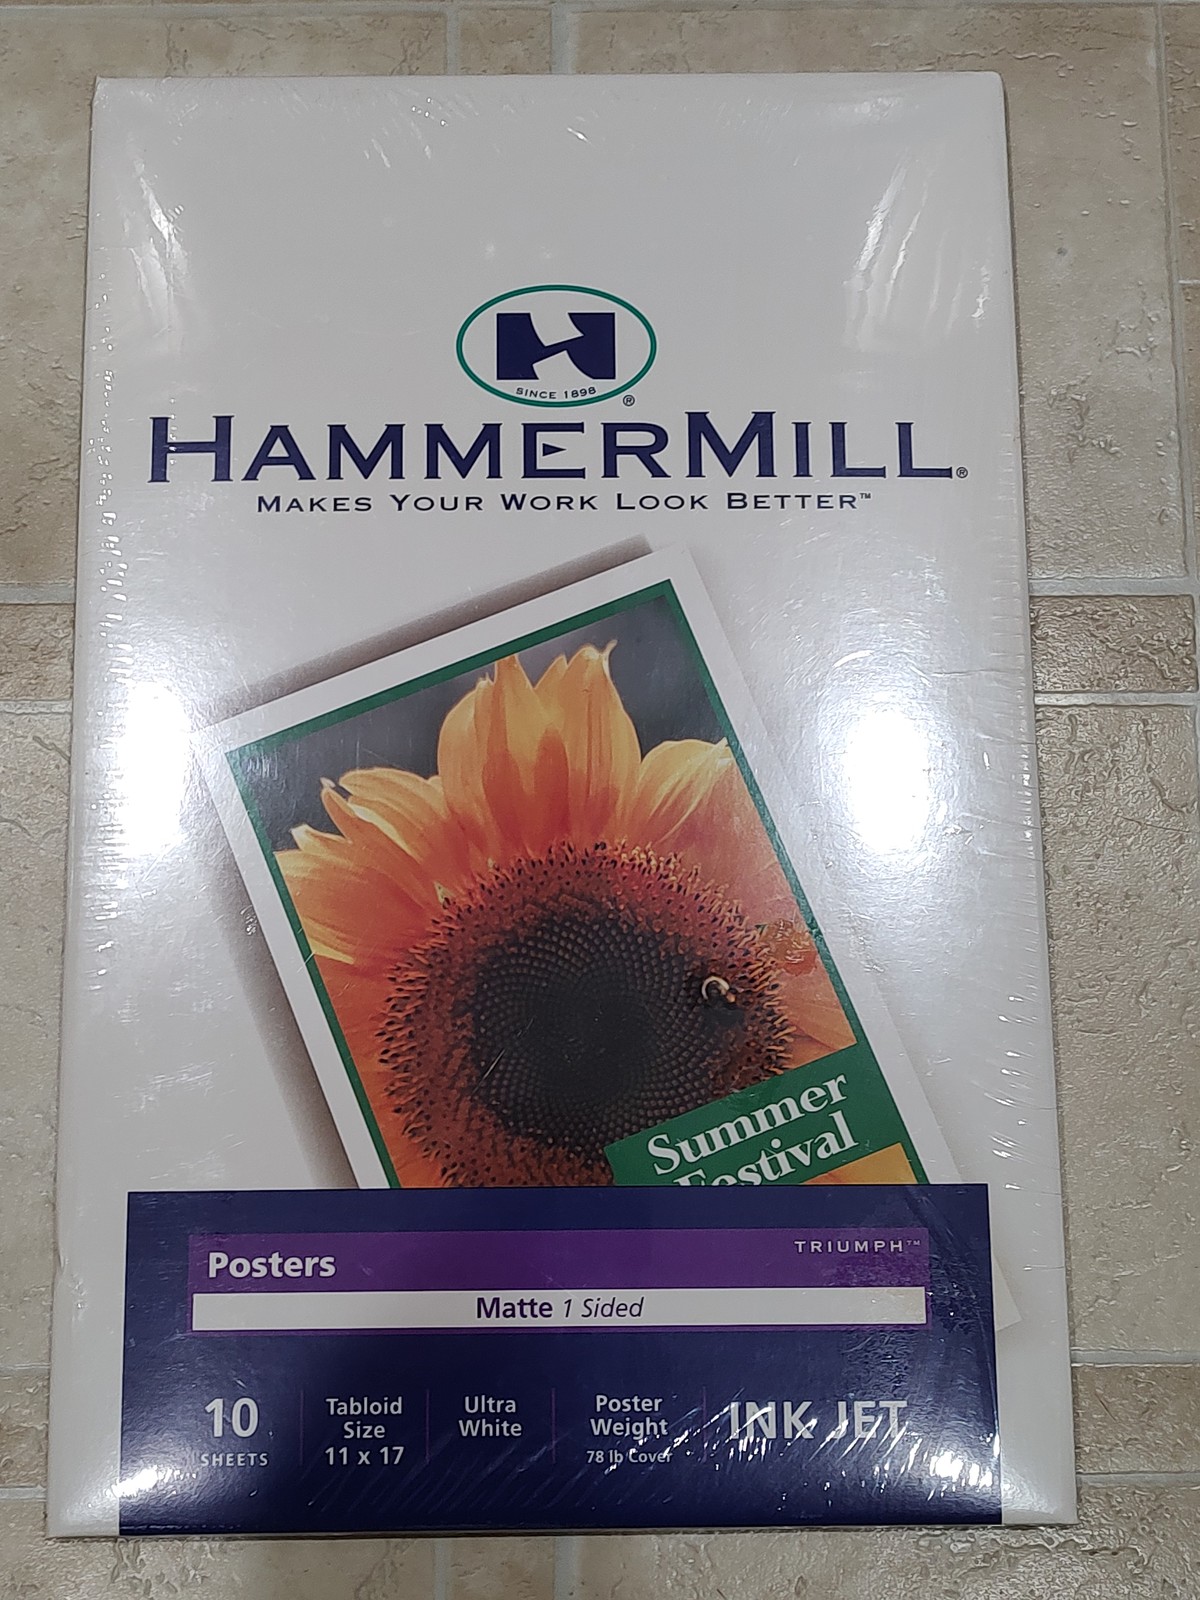 SINCE 1898
®
HAMMERMILL®
MAKES YOUR WORK LOOK BETTER™
Summer
Festival
TRIUMPH™
Posters
Matte 1 Sided
10
SHEETS
Tabloid
Size
11 x 17
Ultra
White
Poster
Weight
78 lb Cover
INK JET